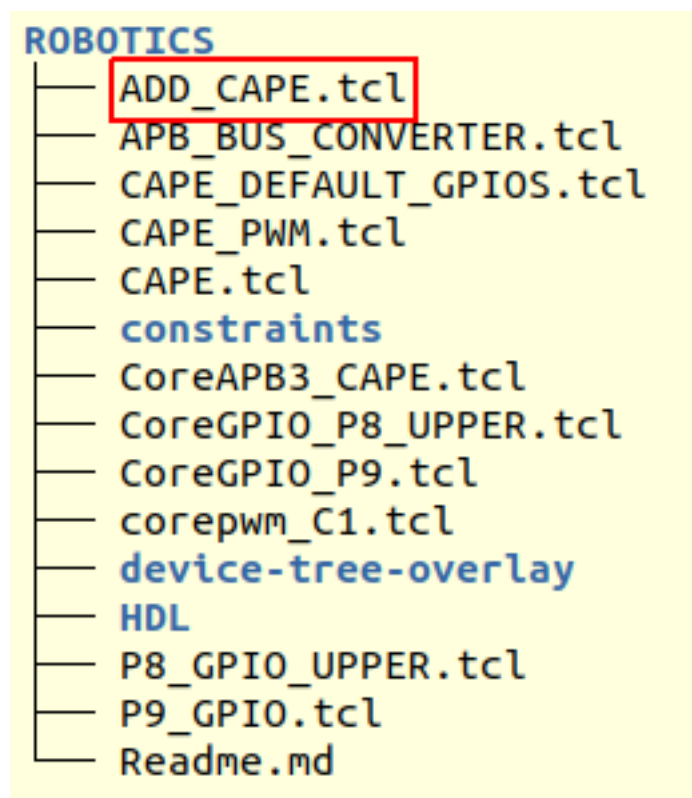 ROBOTICS
ADD_CAPE.tcl
APB_BUS_CONVERTER.tcl
CAPE_DEFAULT_GPIOS.tcl
CAPE_PWM.tcl
CAPE.tcl
constraints
CoreAPB3_CAPE.tcl
CoreGPIO_P8_UPPER.tcl
CoreGPIO_P9.tcl
corepwm_C1.tcl
device-tree-overlay
HDL
P8_GPIO_UPPER.tcl
P9_GPIO.tcl
Readme.md